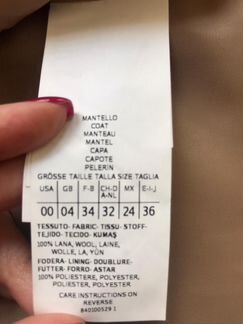 MANTELLO
COAT
MANTEAU
MANTEL
CAPA
CAPOTE
PELERIN
GRÖSSE TAILLE TALLA SIZE TAGLIA
USA GB F-B CH-D A-NL MX E-I-J
00 04 34 32 24 36
TESSUTO- FABRIC- TISSU- STOFF-
TEJIDO- TECIDO- KUMAŞ
100% LANA, WOOL, LAINE,
WOLLE, LA, YÜN
FODERA- LINING- DOUBLURE-
FUTTER- FORRO- ASTAR
100% POLIESTERE, POLYESTER,
POLIESTER, POLYESTER
CARE INSTRUCTIONS ON
REVERSE
840100529 1